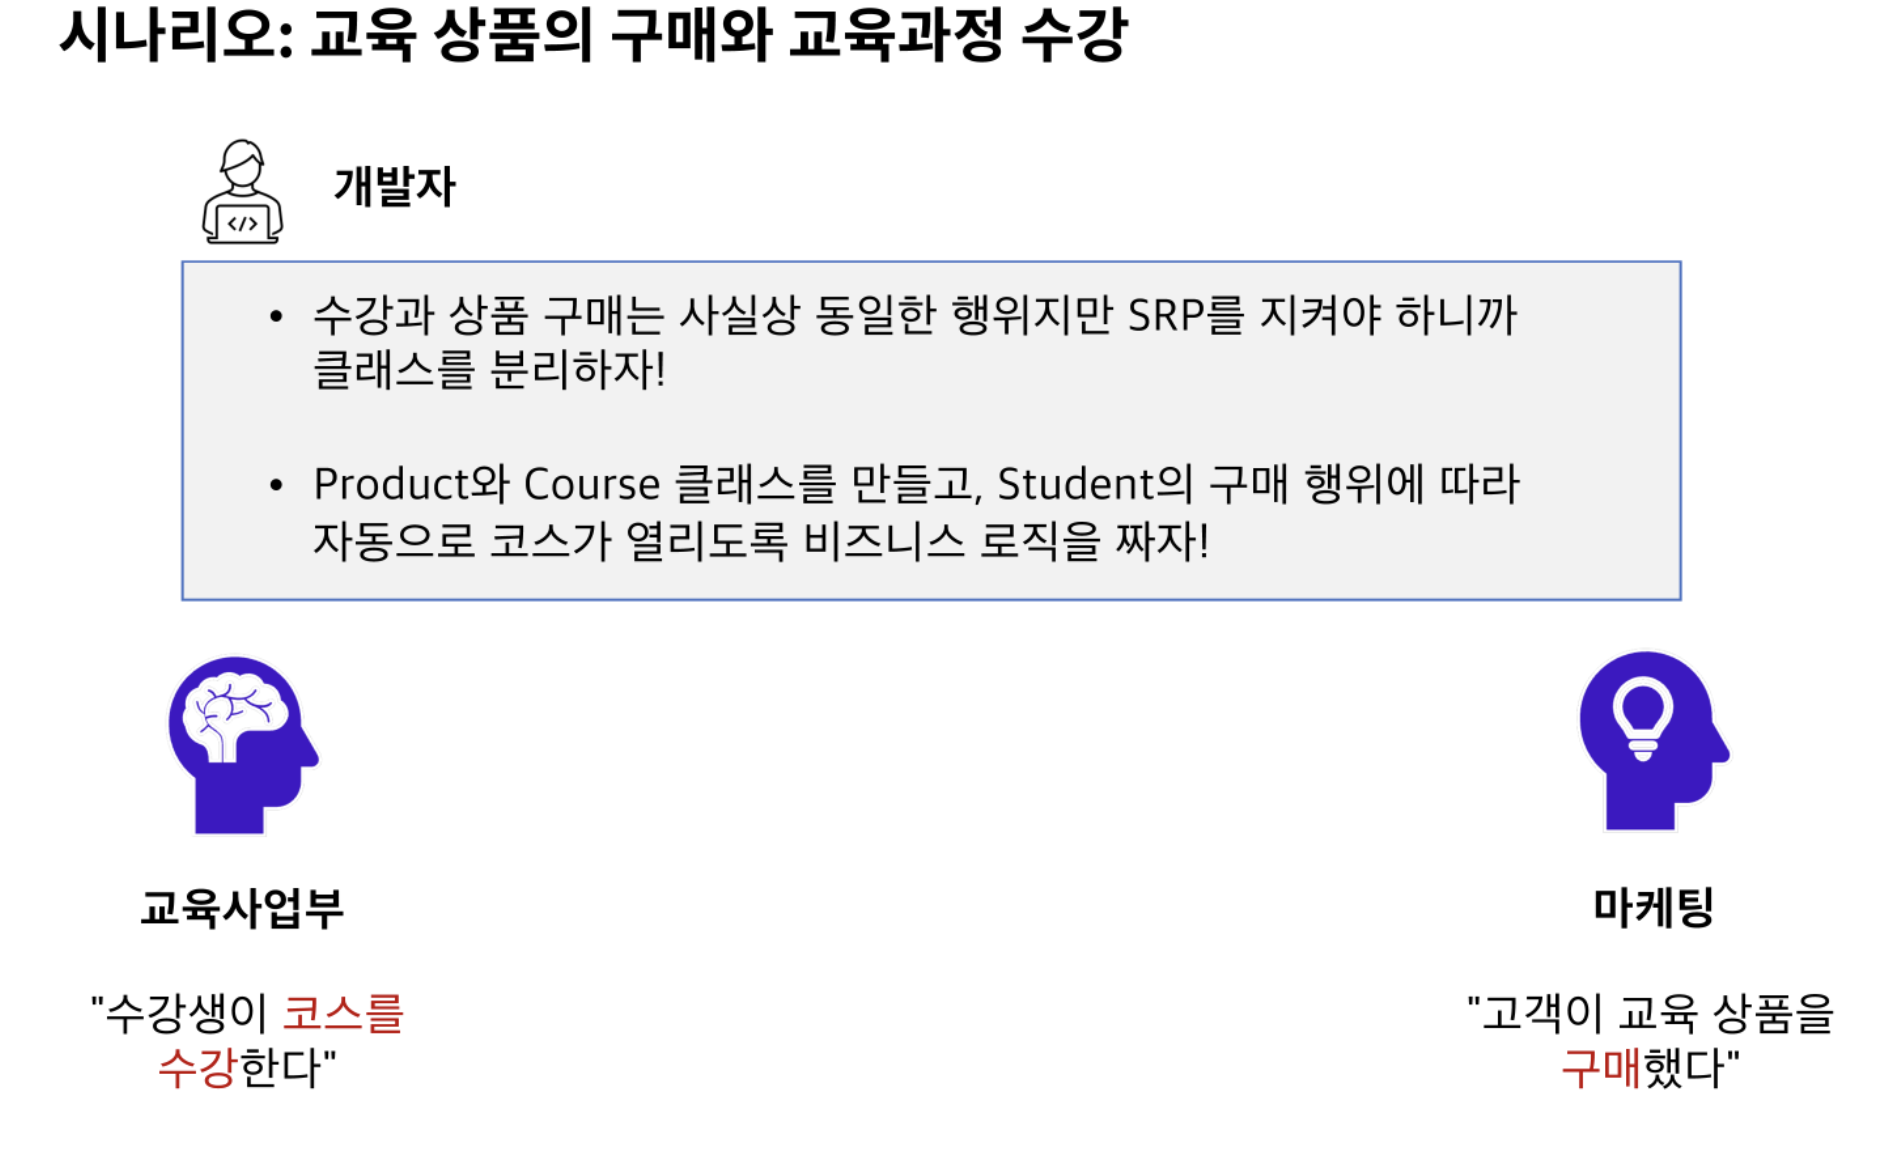 시나리오: 교육 상품의 구매와 교육과정 수강
</>
개발자
• 수강과 상품 구매는 사실상 동일한 행위지만 SRP를 지켜야 하니까
클래스를 분리하자!
• Product와 Course 클래스를 만들고, Student의 구매 행위에 따라
자동으로 코스가 열리도록 비즈니스 로직을 짜자!
교육사업부
"수강생이 코스를
수강한다"
마케팅
"고객이 교육 상품을
구매했다"